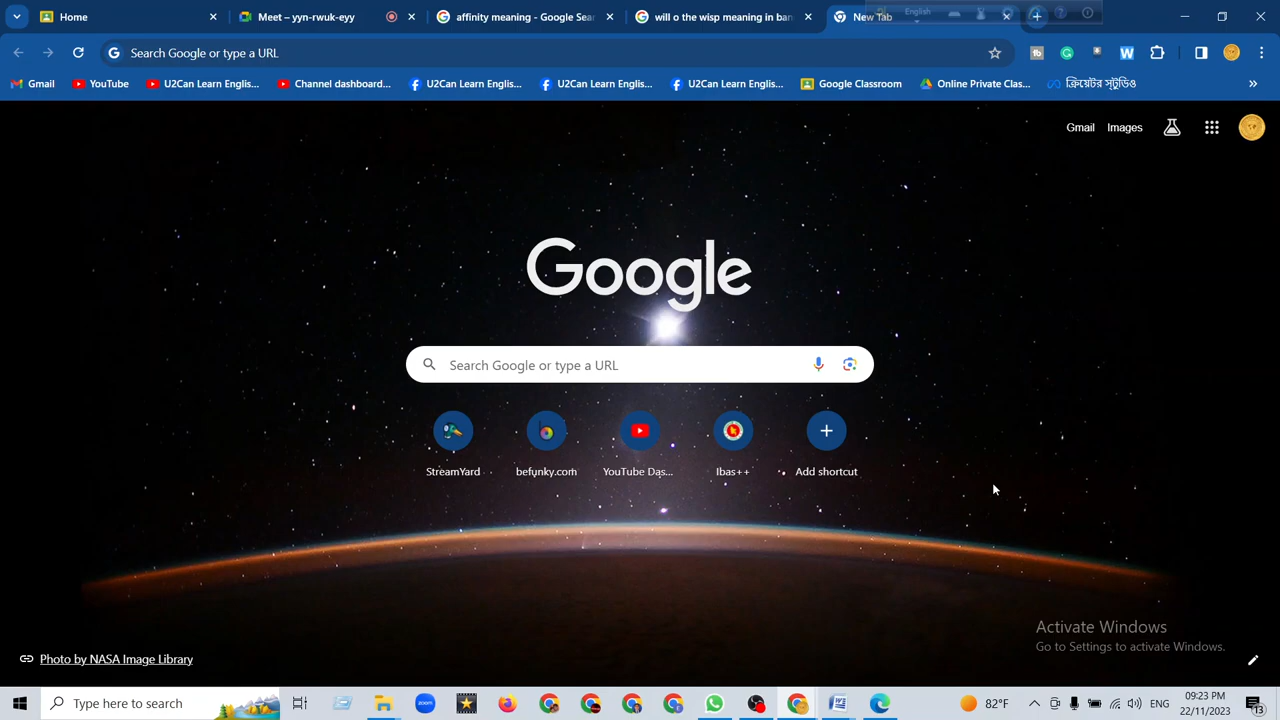 Home
Meet – yyn-rwuk-eyy
affinity meaning - Google Sea
will o the wisp meaning in ban
New Tab
English
Search Google or type a URL
Gmail
YouTube
U2Can Learn Englis...
Channel dashboard...
U2Can Learn Englis...
U2Can Learn Englis...
U2Can Learn Englis...
Google Classroom
Online Private Clas...
ক্রিয়েটর স্টুডিও
Gmail
Images
Google
Search Google or type a URL
StreamYard
befunky.com
YouTube Das...
Ibas++
Add shortcut
Activate Windows
Go to Settings to activate Windows.
Photo by NASA Image Library
Type here to search
82°F
ENG
09:23 PM
22/11/2023
13